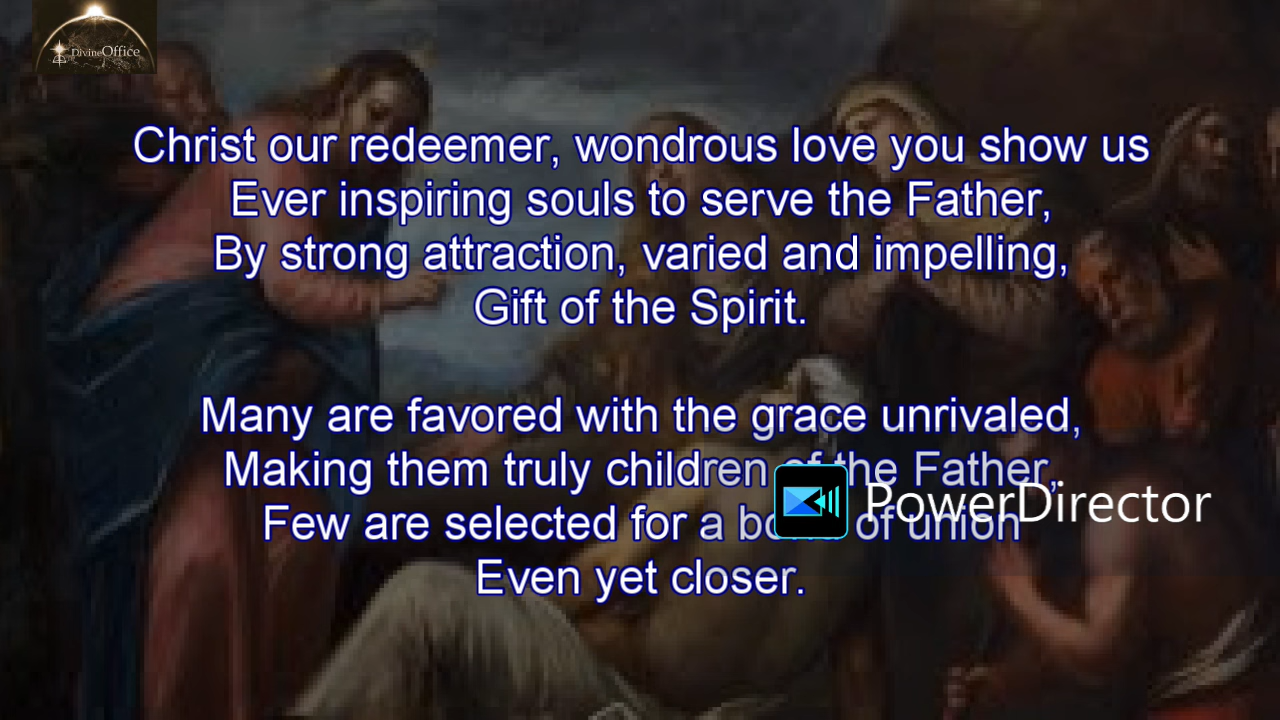 DivineOffice
Christ our redeemer, wondrous love you show us
Ever inspiring souls to serve the Father,
By strong attraction, varied and impelling,
Gift of the Spirit.
Many are favored with the grace unrivaled,
Making them truly children of the Father,
Few are selected for a of union
Even yet closer.
PowerDirector